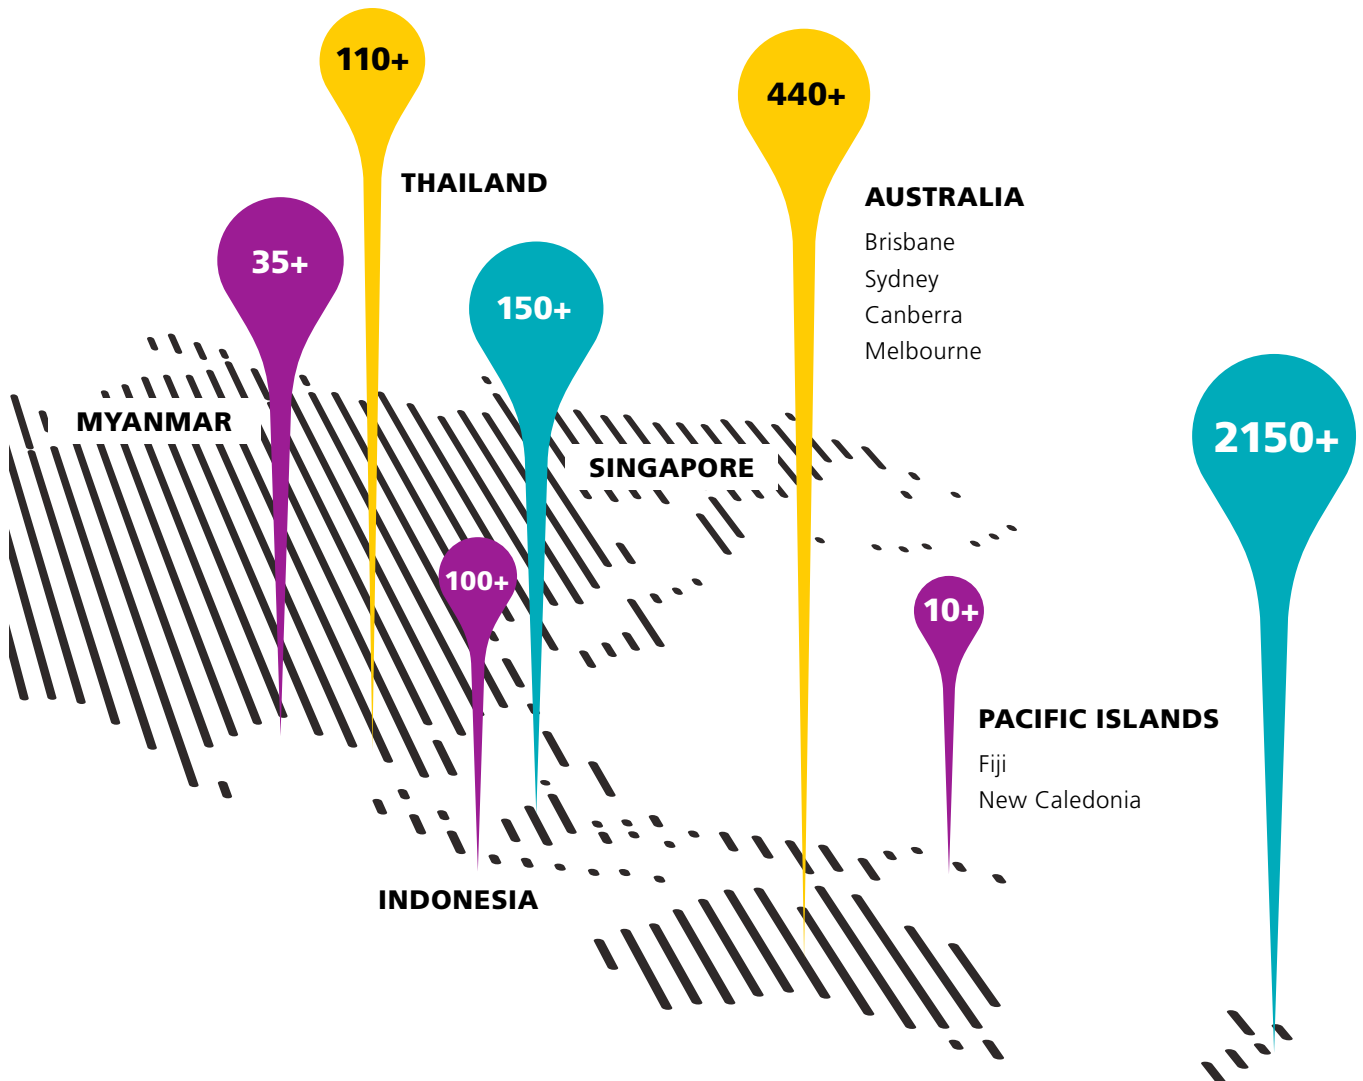 110+
THAILAND
440+
AUSTRALIA
Brisbane
Sydney
Canberra
Melbourne
35+
MYANMAR
150+
SINGAPORE
2150+
100+
INDONESIA
10+
PACIFIC ISLANDS
Fiji
New Caledonia